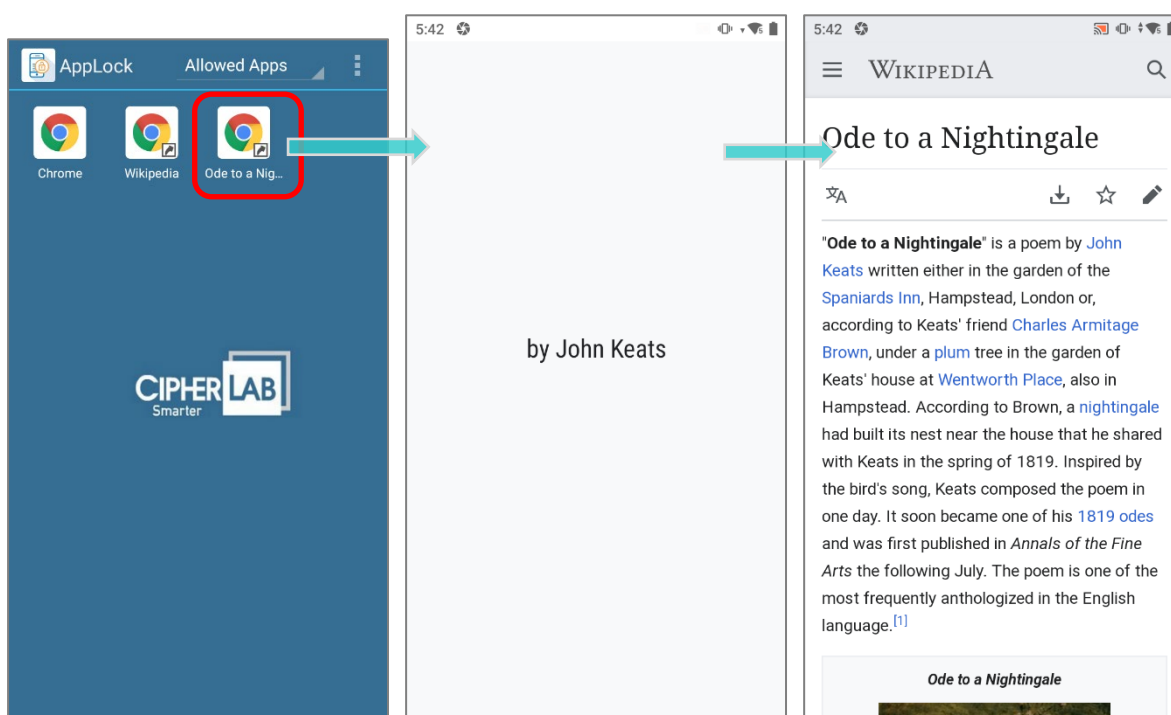 AppLock
Allowed Apps
Chrome
Wikipedia
Ode to a Nig...
CIPHERLAB
Smarter
5:42
by John Keats
5:42
WIKIPEDIA
Ode to a Nightingale
文A
"Ode to a Nightingale" is a poem by John
Keats written either in the garden of the
Spaniards Inn, Hampstead, London or,
according to Keats' friend Charles Armitage
Brown, under a plum tree in the garden of
Keats' house at Wentworth Place, also in
Hampstead. According to Brown, a nightingale
had built its nest near the house that he shared
with Keats in the spring of 1819. Inspired by
the bird's song, Keats composed the poem in
one day. It soon became one of his 1819 odes
and was first published in Annals of the Fine
Arts the following July. The poem is one of the
most frequently anthologized in the English
language.[1]
Ode to a Nightingale